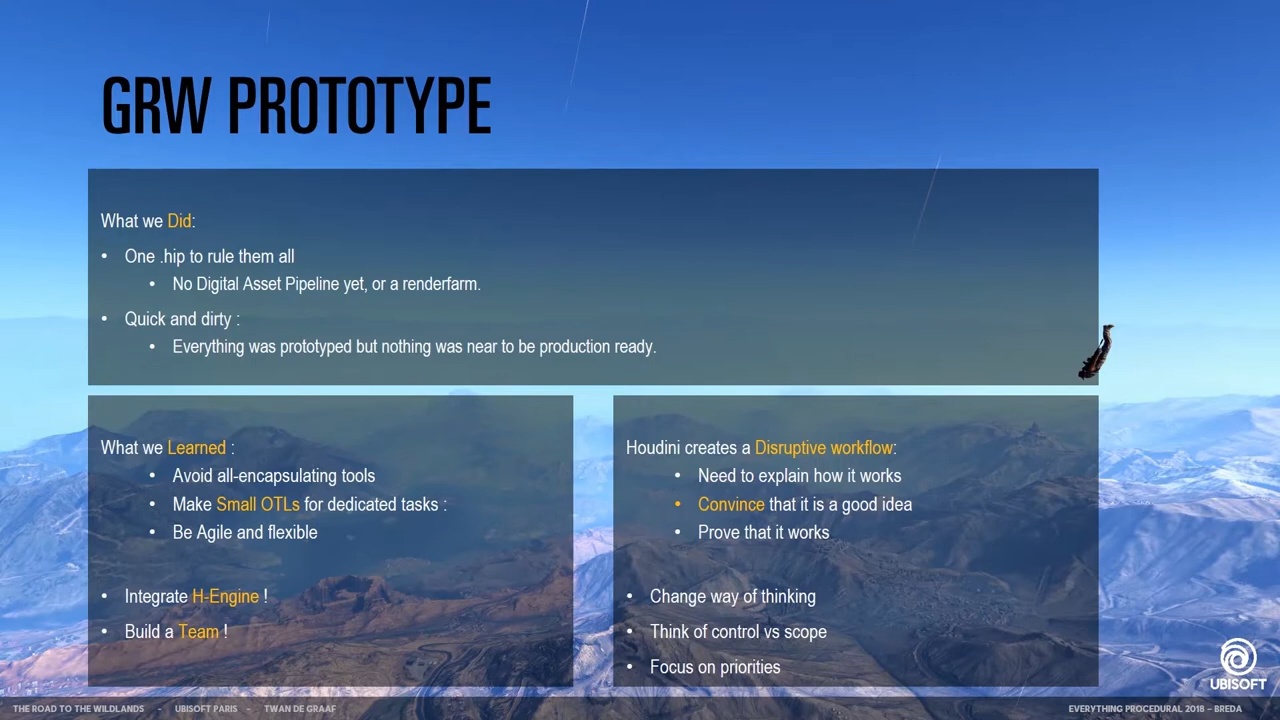 GRW PROTOTYPE
What we Did:
• One .hip to rule them all
• No Digital Asset Pipeline yet, or a renderfarm.
• Quick and dirty :
• Everything was prototyped but nothing was near to be production ready.
What we Learned :
• Avoid all-encapsulating tools
• Make Small OTLs for dedicated tasks :
• Be Agile and flexible
• Integrate H-Engine !
• Build a Team !
Houdini creates a Disruptive workflow:
• Need to explain how it works
• Convince that it is a good idea
• Prove that it works
• Change way of thinking
• Think of control vs scope
• Focus on priorities
UBISOFT
THE ROAD TO THE WILDLANDS - UBISOFT PARIS - TWAN DE GRAAF
EVERYTHING PROCEDURAL 2018 – BREDA